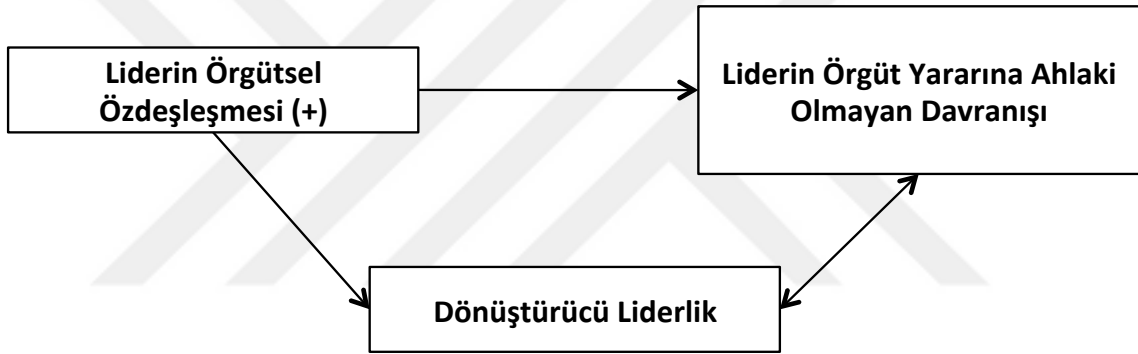 Liderin Örgütsel
Özdeşleşmesi (+)
Liderin Örgüt Yararına Ahlaki
Olmayan Davranışı
Dönüştürücü Liderlik